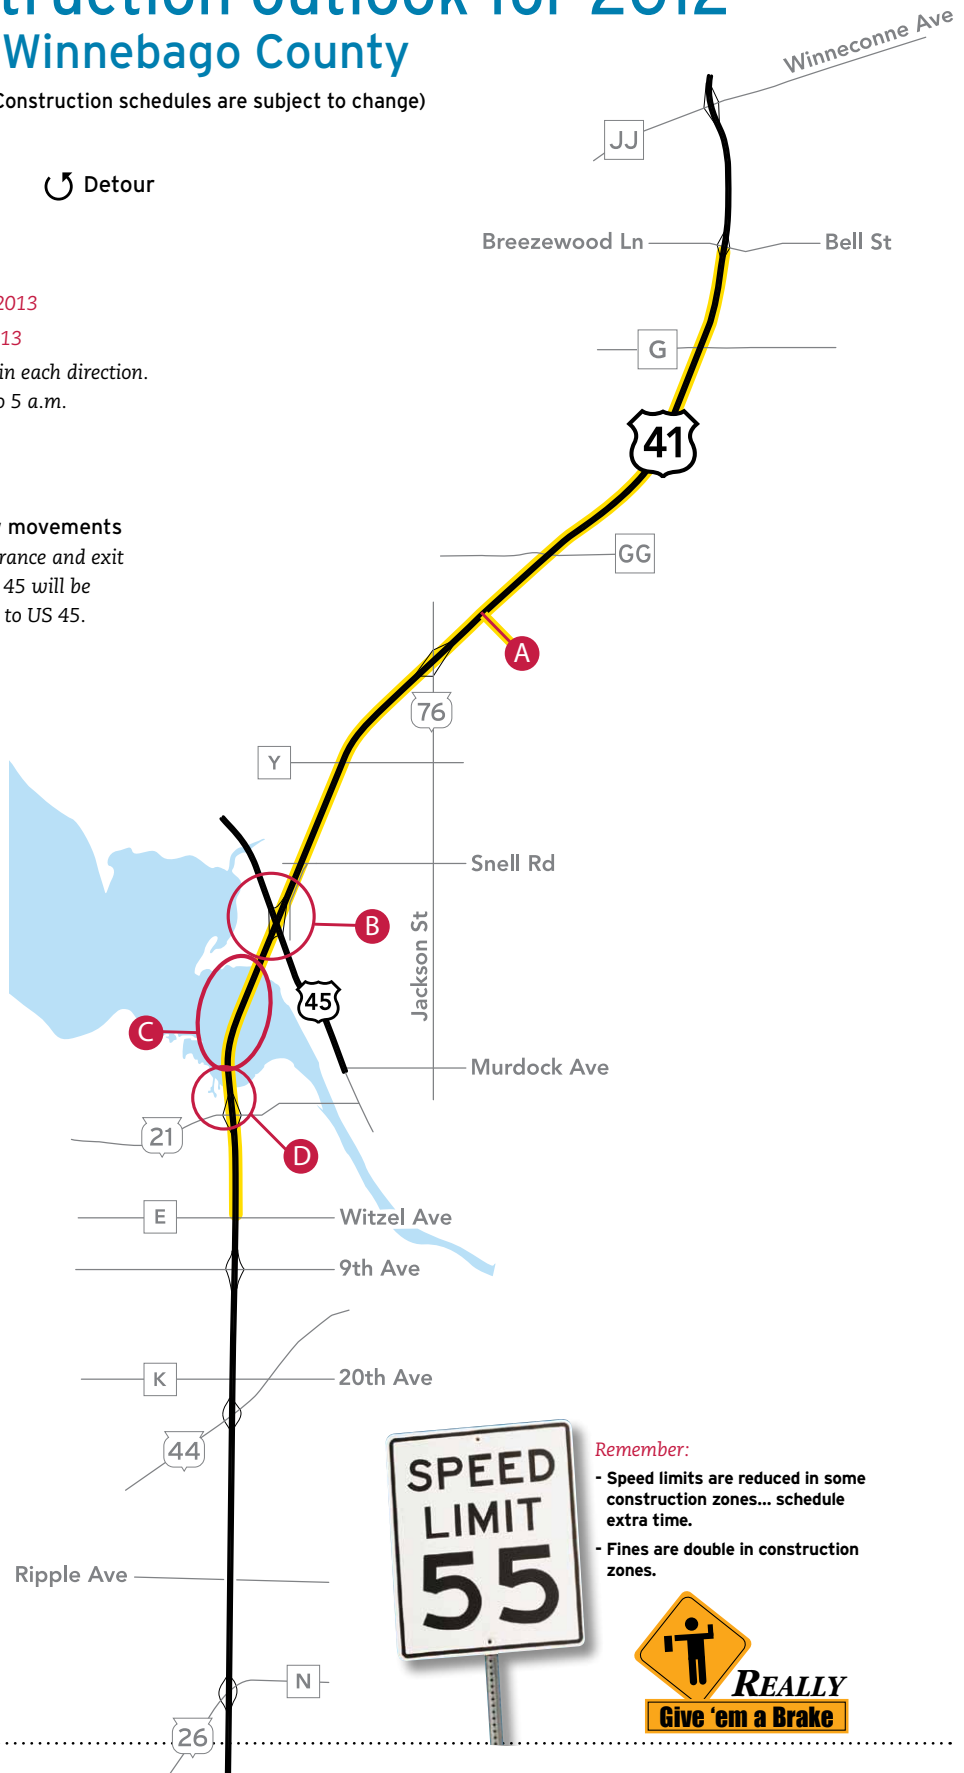 Winnebago County
Construction schedules are subject to change)
Detour
2013
13
in each direction.
5 a.m.
movements
rance and exit
45 will be
to US 45.
Winneconne Ave
JJ
Breezewood Ln
Bell St
G
41
GG
A
76
Y
Snell Rd
B
Jackson St
45
C
Murdock Ave
21
D
E
Witzel Ave
9th Ave
K
20th Ave
44
SPEED
LIMIT
55
Remember:
- Speed limits are reduced in some
construction zones... schedule
extra time.
- Fines are double in construction
zones.
Ripple Ave
N
26
REALLY
Give 'em a Brake